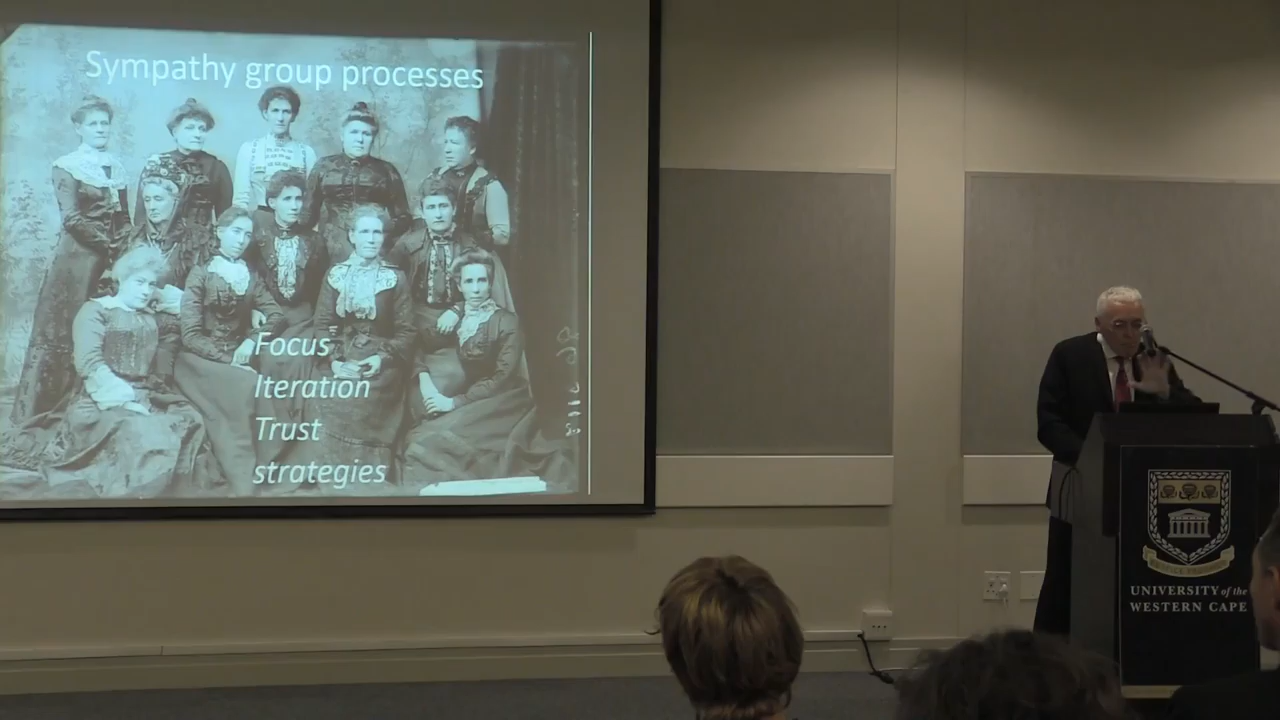 Sympathy group processes
Focus
Iteration
Trust
strategies
UNIVERSITY of the
WESTERN CAPE